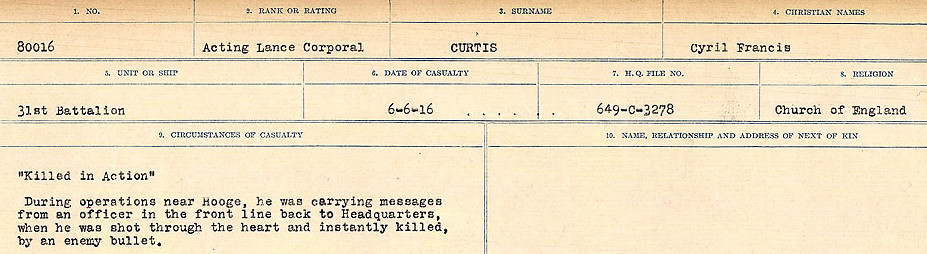 1. NO. 2. RANK OR RATING 3. SURNAME 4. CHRISTIAN NAMES
80016 Acting Lance Corporal CURTIS Cyril Francis
5. UNIT OR SHIP 6. DATE OF CASUALTY 7. H.Q. FILE NO. 8. RELIGION
31st Battalion 6-6-16 . . . . . 649-C-3278 Church of England
9. CIRCUMSTANCES OF CASUALTY 10. NAME, RELATIONSHIP AND ADDRESS OF NEXT OF KIN
"Killed in Action"
During operations near Hooge, he was carrying messages
from an officer in the front line back to Headquarters,
when he was shot through the heart and instantly killed,
by an enemy bullet.